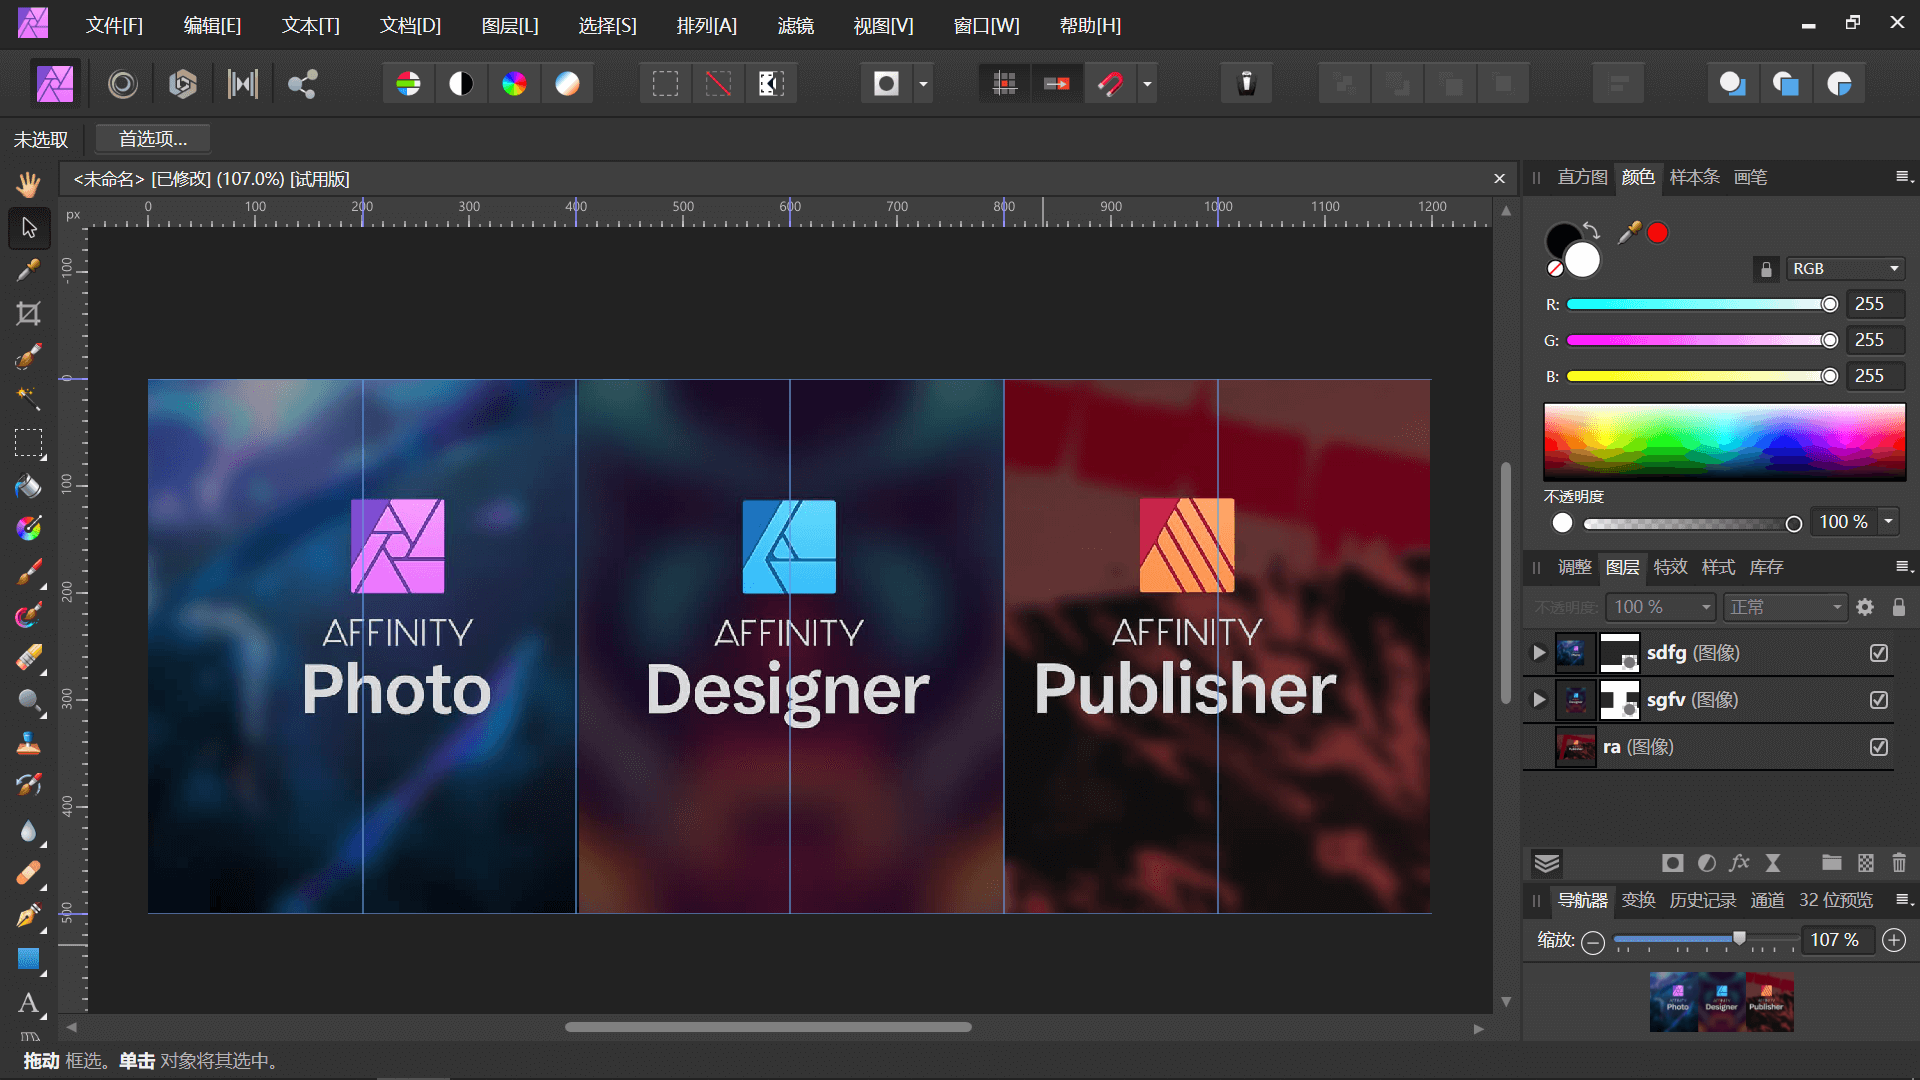 文件[F] 编辑[E] 文本[T] 文档[D] 图层[L] 选择[S] 排列[A] 滤镜 视图[V] 窗口[W] 帮助[H]
未选取 首选项...
<未命名> [已修改] (107.0%) [试用版]
直方图 颜色 样本条 画笔
px 0 100 200 300 400 500 600 700 800 900 1000 1100 1200
-100
0
100
200
300
400
500
RGB
R: 255
G: 255
B: 255
不透明度
100 %
AFFINITY
Photo
AFFINITY
Designer
AFFINITY
Publisher
调整 图层 特效 样式 库存
不透明度: 100 % 正常
sdfg (图像)
sgfv (图像)
ra (图像)
fx
导航器 变换 历史记录 通道 32 位预览
缩放: 107 %
Photo
Designer
Publisher
A
拖动 框选。单击 对象将其选中。